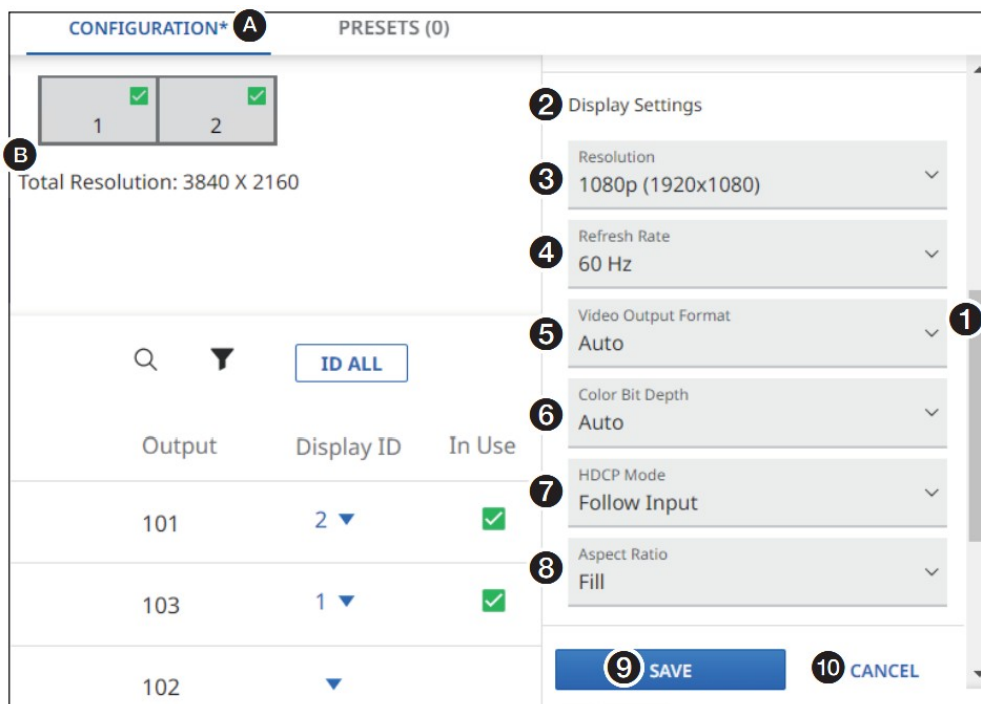 CONFIGURATION* A PRESETS (0)
1 2
B
Total Resolution: 3840 X 2160
ID ALL
Output Display ID In Use
101 2
103 1
102
1
2 Display Settings
3 Resolution
1080p (1920x1080)
4 Refresh Rate
60 Hz
5 Video Output Format
Auto
6 Color Bit Depth
Auto
7 HDCP Mode
Follow Input
8 Aspect Ratio
Fill
9 SAVE 10 CANCEL